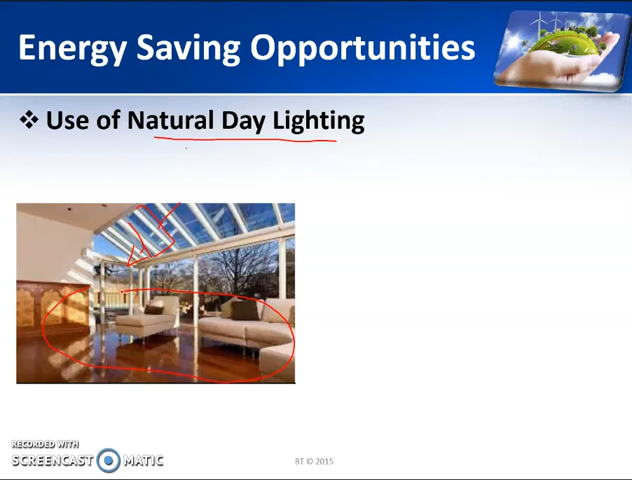 Energy Saving Opportunities
❖ Use of Natural Day Lighting
RECORDED WITH
SCREENCAST MATIC
BT © 2015